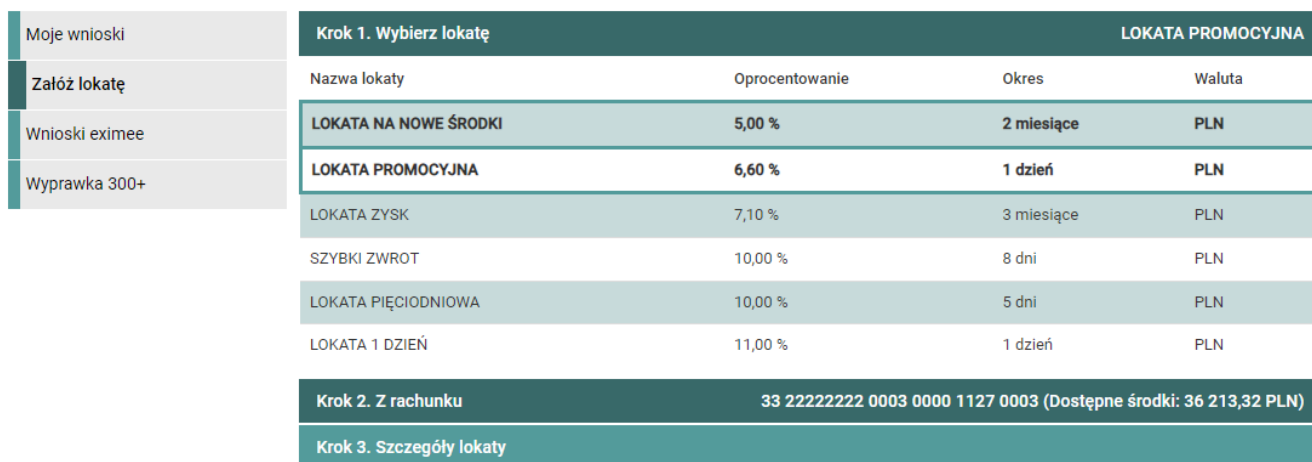 Moje wnioski
Załóż lokatę
Wnioski eximee
Wyprawka 300+
Krok 1. Wybierz lokatę LOKATA PROMOCYJNA
Nazwa lokaty Oprocentowanie Okres Waluta
LOKATA NA NOWE ŚRODKI 5,00 % 2 miesiące PLN
LOKATA PROMOCYJNA 6,60 % 1 dzień PLN
LOKATA ZYSK 7,10 % 3 miesiące PLN
SZYBKI ZWROT 10,00 % 8 dni PLN
LOKATA PIĘCIODNIOWA 10,00 % 5 dni PLN
LOKATA 1 DZIEŃ 11,00 % 1 dzień PLN
Krok 2. Z rachunku 33 22222222 0003 0000 1127 0003 (Dostępne środki: 36 213,32 PLN)
Krok 3. Szczegóły lokaty